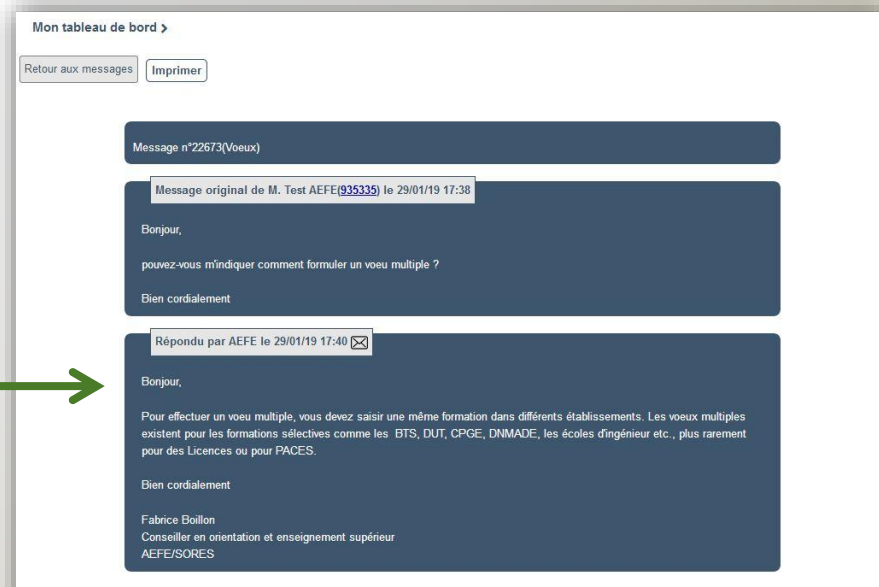 Mon tableau de bord >
Retour aux messages Imprimer
Message n°22673(Voeux)
Message original de M. Test AEFE(935335) le 29/01/19 17:38
Bonjour,
pouvez-vous m'indiquer comment formuler un voeu multiple ?
Bien cordialement
Répondu par AEFE le 29/01/19 17:40
Bonjour,
Pour effectuer un voeu multiple, vous devez saisir une même formation dans différents établissements. Les voeux multiples
existent pour les formations sélectives comme les BTS, DUT, CPGE, DNMADE, les écoles d'ingénieur etc., plus rarement
pour des Licences ou pour PACES.
Bien cordialement
Fabrice Boillon
Conseiller en orientation et enseignement supérieur
AEFE/SORES